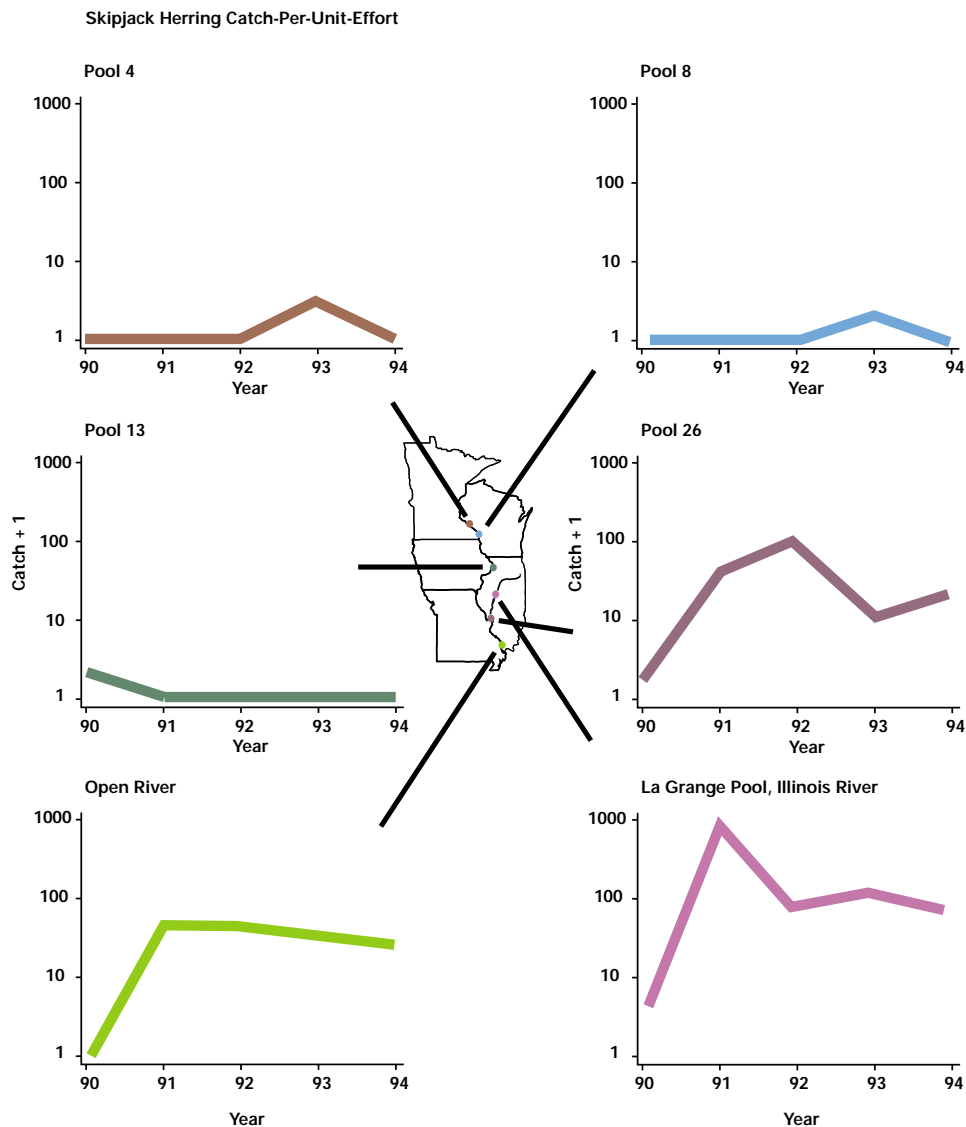 Skipjack Herring Catch-Per-Unit-Effort
Pool 4
1000
100
10
1
90 91 92 93 94
Year
Pool 8
1000
100
10
1
90 91 92 93 94
Year
Pool 13
Catch + 1
1000
100
10
1
90 91 92 93 94
Year
Pool 26
Catch + 1
1000
100
10
1
90 91 92 93 94
Year
Open River
1000
100
10
1
90 91 92 93 94
Year
La Grange Pool, Illinois River
1000
100
10
1
90 91 92 93 94
Year